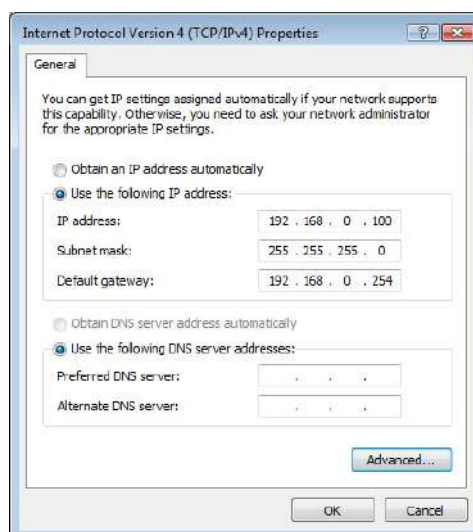 Internet Protocol Version 4 (TCP/IPv4) Properties
General
You can get IP settings assigned automatically if your network supports
this capability. Otherwise, you need to ask your network administrator
for the appropriate IP settings.
Obtain an IP address automatically
Use the following IP address:
IP address: 192 . 168 . 0 . 100
Subnet mask: 255 . 255 . 255 . 0
Default gateway: 192 . 168 . 0 . 254
Obtain DNS server address automatically
Use the following DNS server addresses:
Preferred DNS server: . . .
Alternate DNS server: . . .
Advanced...
OK Cancel